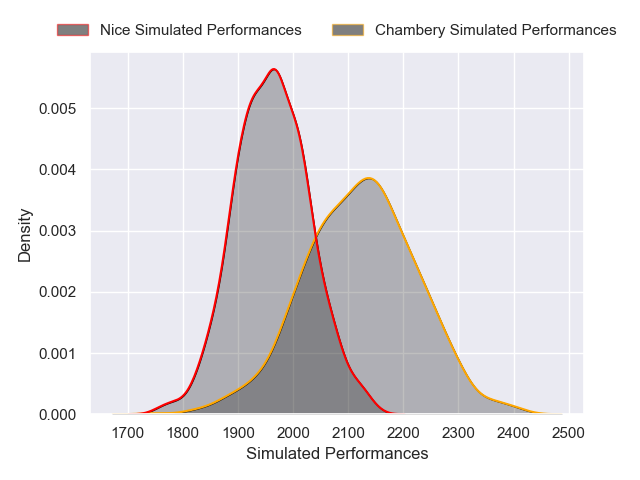 Nice Simulated Performances
Chambery Simulated Performances
Density
0.005
0.004
0.003
0.002
0.001
0.000
1700 1800 1900 2000 2100 2200 2300 2400 2500
Simulated Performances